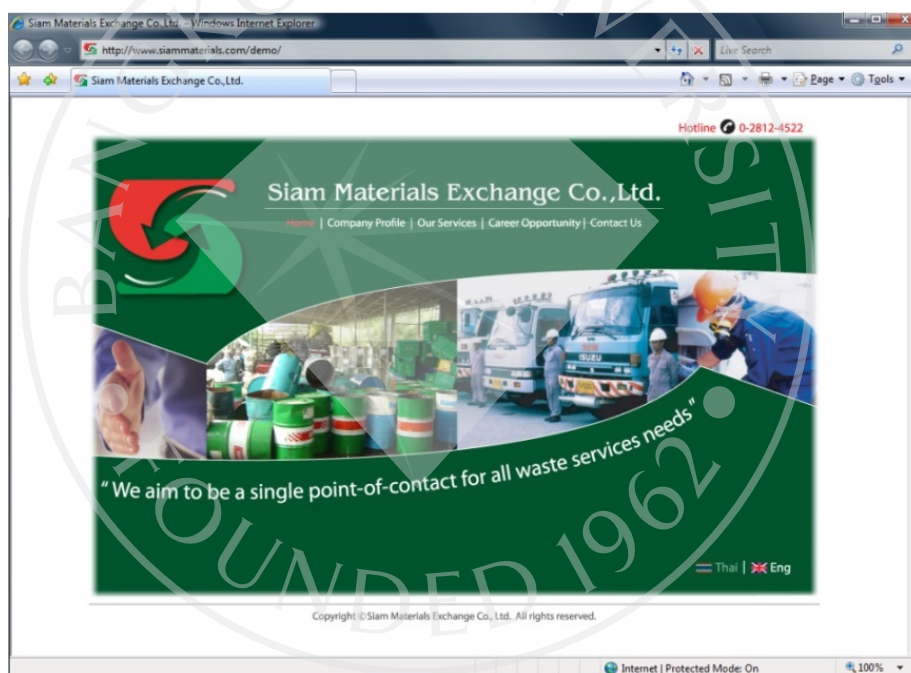 Siam Materials Exchange Co.,Ltd. - Windows Internet Explorer
http://www.siammaterials.com/demo/
Live Search
Siam Materials Exchange Co.,Ltd.
Page
Tools
Hotline 0-2812-4522
Siam Materials Exchange Co.,Ltd.
Home | Company Profile | Our Services | Career Opportunity | Contact Us
ISUZU
“ We aim to be a single point-of-contact for all waste services needs”
Thai | Eng
Copyright © Siam Materials Exchange Co., Ltd. All rights reserved.
Internet | Protected Mode: On
100%
FOUNDED 1962